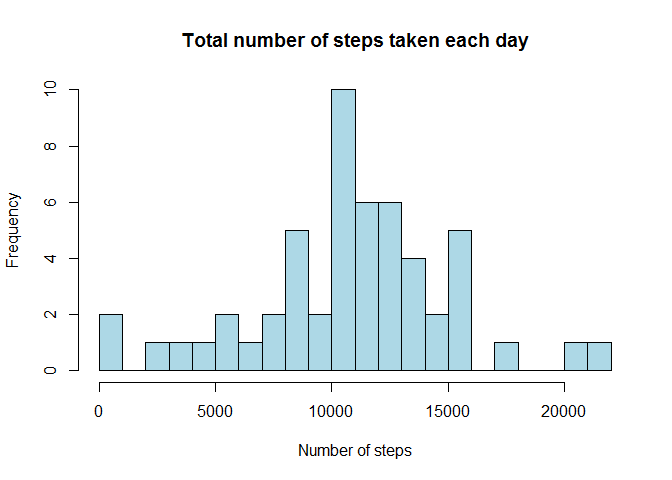 Total number of steps taken each day
Frequency
10
8
6
4
2
0
0 5000 10000 15000 20000
Number of steps